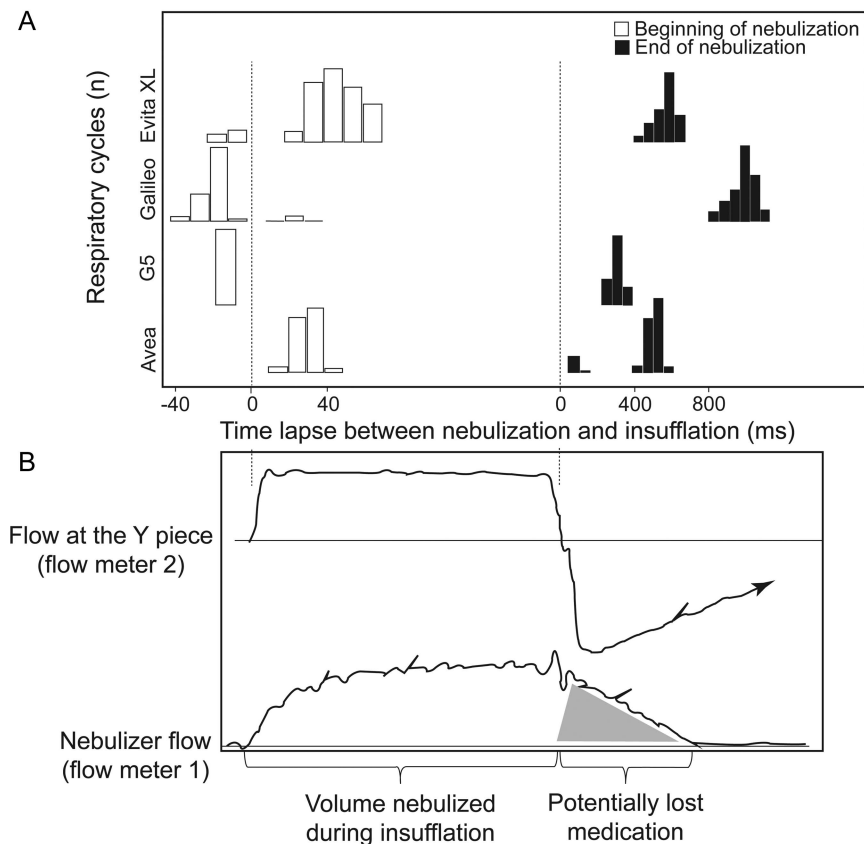 A
Beginning of nebulization
End of nebulization
Respiratory cycles (n)
Evita XL
Galileo
G5
Avea
-40 0 40 0 400 800
Time lapse between nebulization and insufflation (ms)
B
Flow at the Y piece
(flow meter 2)
Nebulizer flow
(flow meter 1)
Volume nebulized
during insufflation
Potentially lost
medication